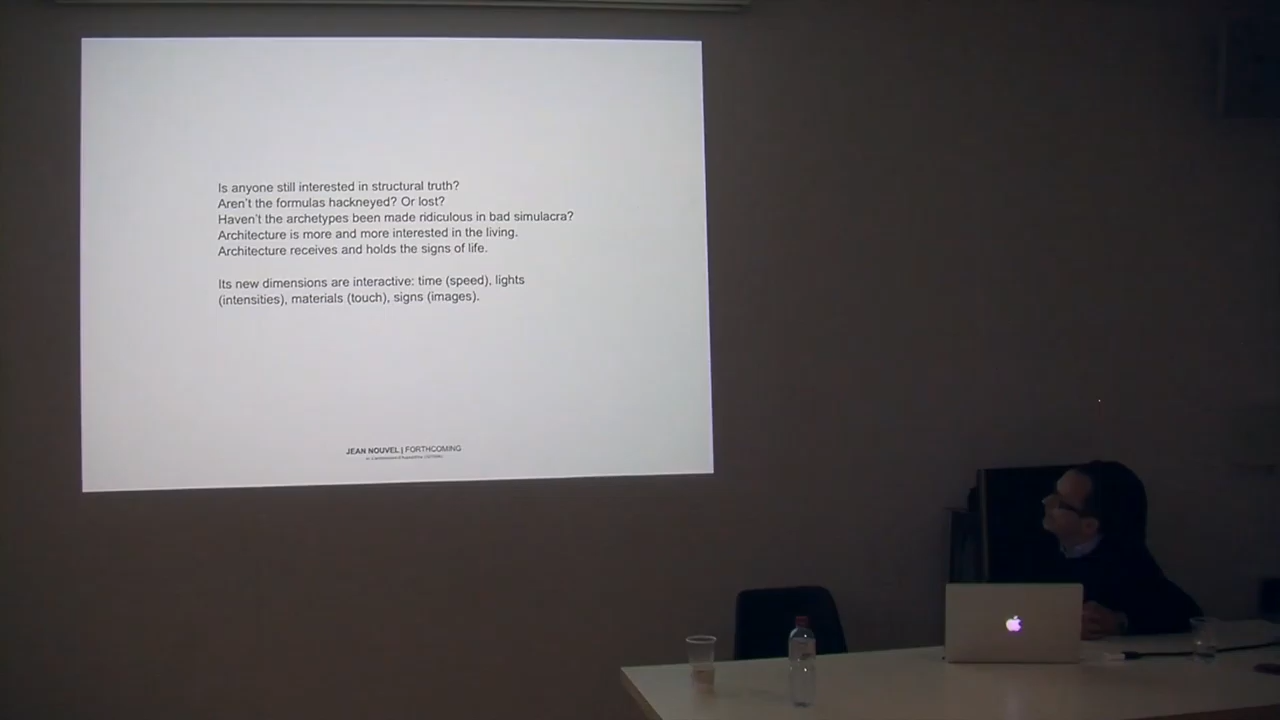 Is anyone still interested in structural truth?
Aren't the formulas hackneyed? Or lost?
Haven't the archetypes been made ridiculous in bad simulacra?
Architecture is more and more interested in the living.
Architecture receives and holds the signs of life.
Its new dimensions are interactive: time (speed), lights
(intensities), materials (touch), signs (images).
JEAN NOUVEL | FORTHCOMING